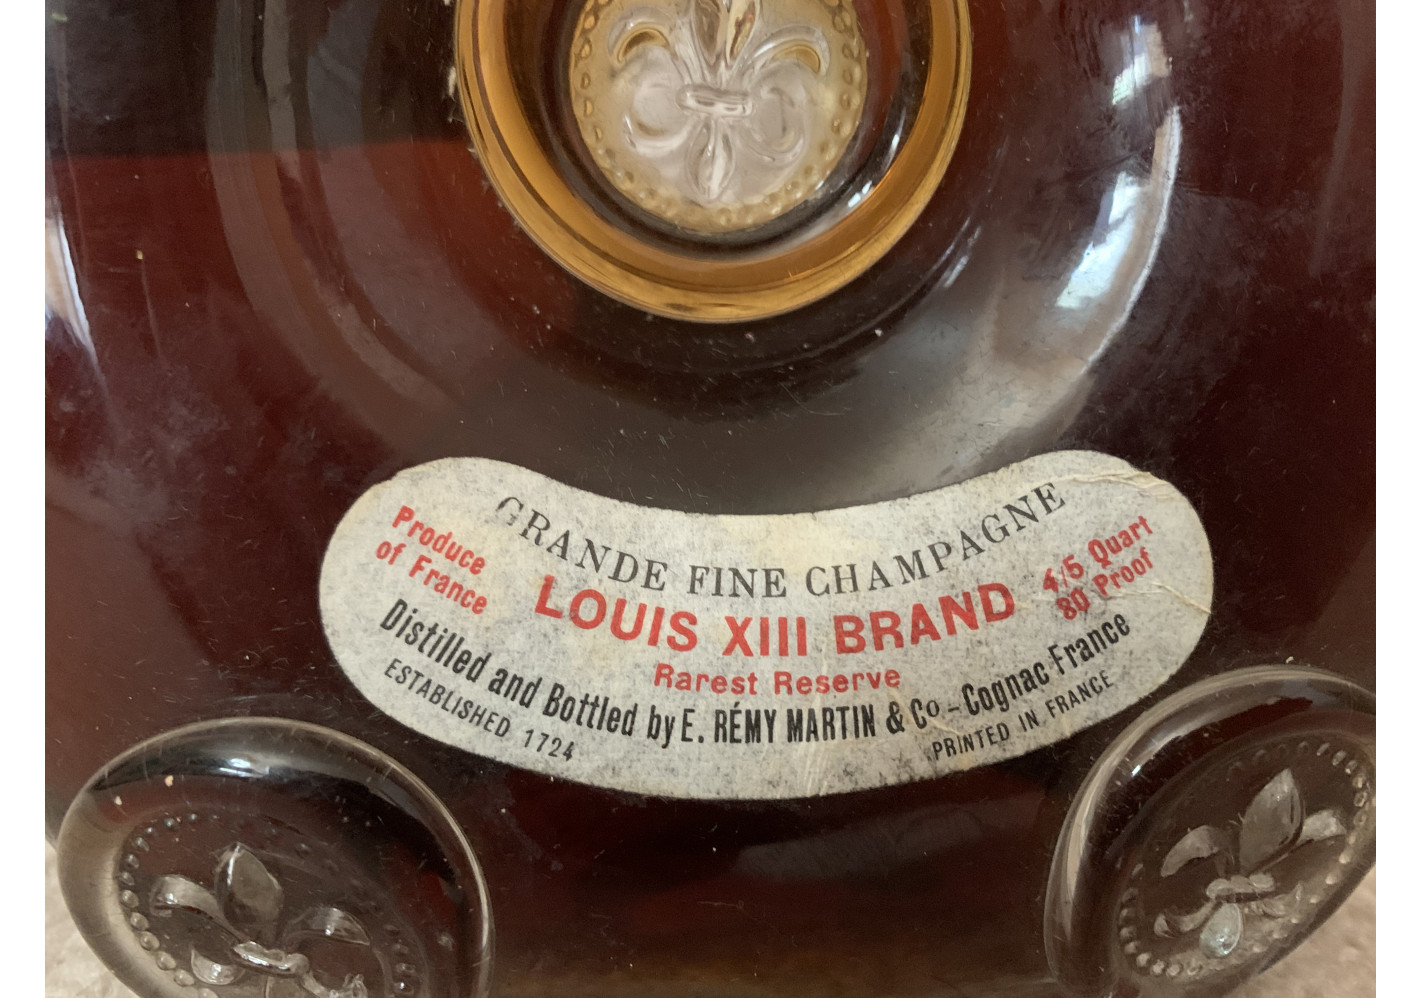 GRANDE FINE CHAMPAGNE
Produce
of France
LOUIS XIII BRAND
4/5 Quart
80 Proof
Rarest Reserve
Distilled and Bottled by E. RÉMY MARTIN & Co - Cognac France
ESTABLISHED 1724
PRINTED IN FRANCE